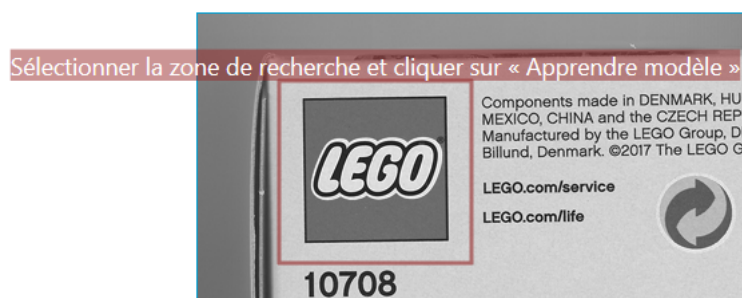 Sélectionner la zone de recherche et cliquer sur « Apprendre modèle »
Components made in DENMARK, HU
MEXICO, CHINA and the CZECH REP
Manufactured by the LEGO Group, D
Billund, Denmark. ©2017 The LEGO G
LEGO
LEGO.com/service
LEGO.com/life
10708